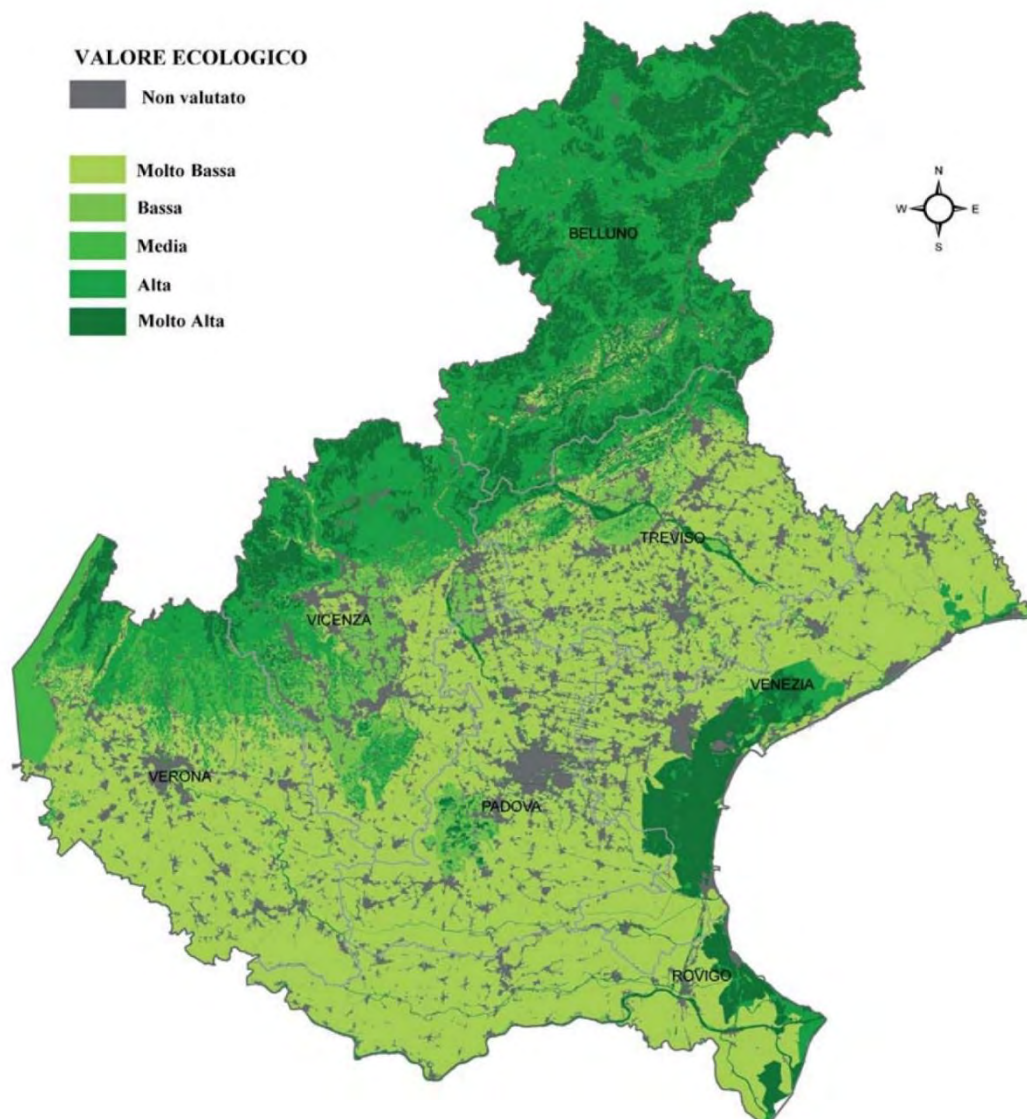 VALORE ECOLOGICO
Non valutato
Molto Bassa
Bassa
Media
Alta
Molto Alta
N
W E
S
BELLUNO
TREVISO
VICENZA
VENEZIA
VERONA
PADOVA
ROVIGO